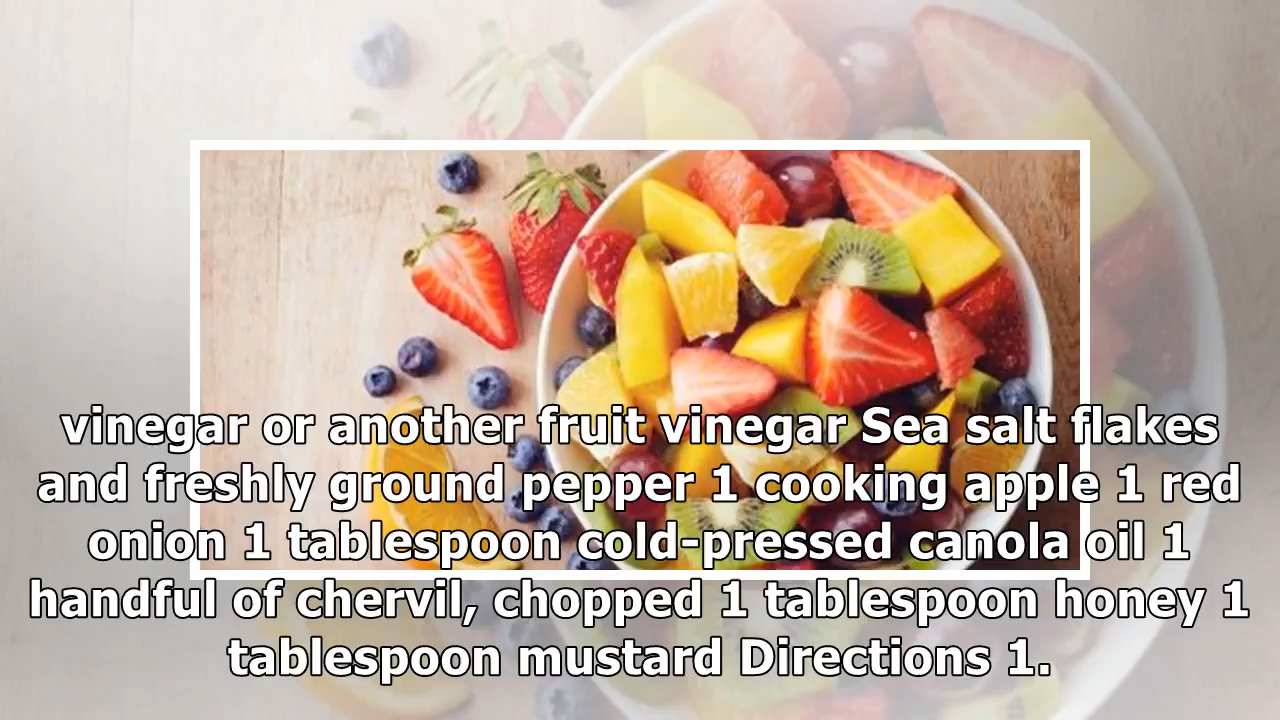 vinegar or another fruit vinegar Sea salt flakes
and freshly ground pepper 1 cooking apple 1 red
onion 1 tablespoon cold-pressed canola oil 1
handful of chervil, chopped 1 tablespoon honey 1
tablespoon mustard Directions 1.